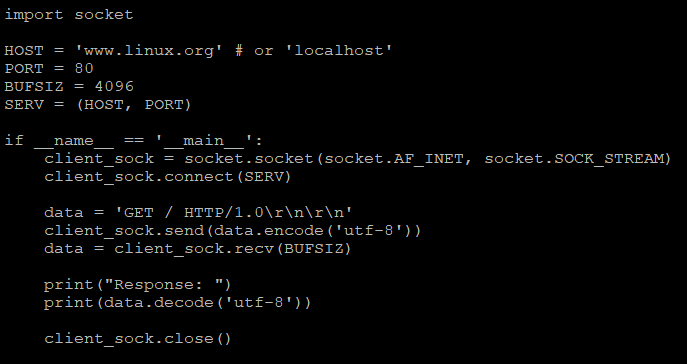 import socket
HOST = 'www.linux.org' # or 'localhost'
PORT = 80
BUFSIZ = 4096
SERV = (HOST, PORT)
if __name__ == '__main__':
    client_sock = socket.socket(socket.AF_INET, socket.SOCK_STREAM)
    client_sock.connect(SERV)
    data = 'GET / HTTP/1.0\r\n\r\n'
    client_sock.send(data.encode('utf-8'))
    data = client_sock.recv(BUFSIZ)
    print("Response: ")
    print(data.decode('utf-8'))
    client_sock.close()